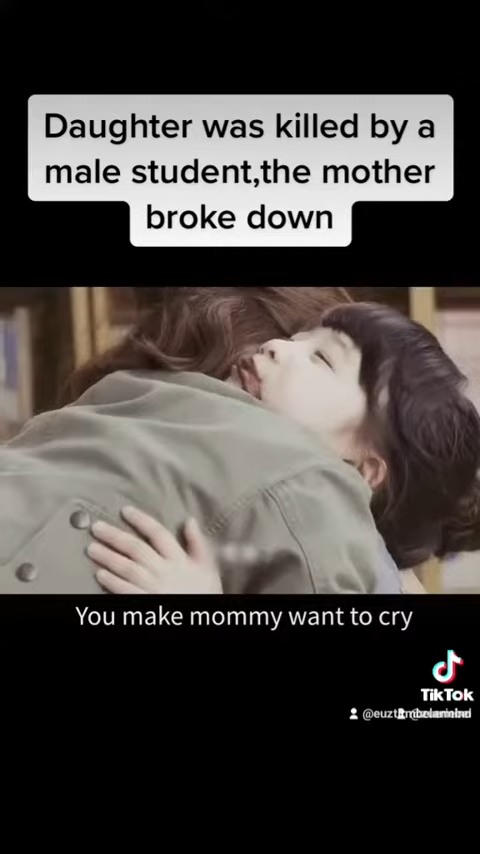 Daughter was killed by a
male student,the mother
broke down
You make mommy want to cry
TikTok